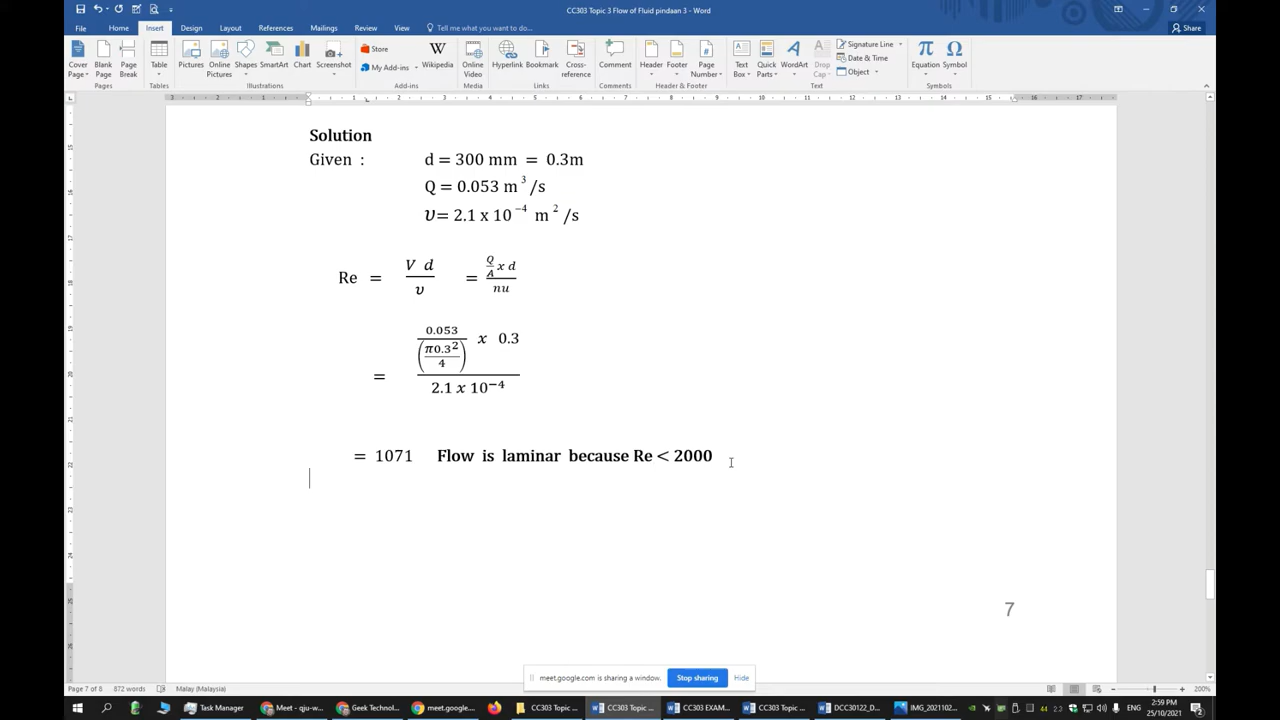 CC303 Topic 3 Flow of Fluid pindaan 3 - Word
File Home Insert Design Layout References Mailings Review View Tell me what you want to do... Share
Cover Page Blank Page Page Break Table Pictures Online Pictures Shapes SmartArt Chart Screenshot Store My Add-ins Wikipedia Online Video Hyperlink Bookmark Cross-reference Comment Header Footer Page Number Text Box Quick Parts WordArt Drop Cap Signature Line Date & Time Object Equation Symbol
Pages Tables Illustrations Add-ins Media Links Comments Header & Footer Text Symbols
Solution
Given : d = 300 mm = 0.3m
Q = 0.053 m³/s
υ= 2.1 x 10⁻⁴ m²/s
Re = V d / υ = Q/A x d / nu
= 0.053 / (π0.3²/4) x 0.3 / 2.1 x 10⁻⁴
= 1071 Flow is laminar because Re < 2000
7
meet.google.com is sharing a window. Stop sharing Hide
Page 7 of 8 872 words Malay (Malaysia) 200%
Task Manager Meet - qju-w... Geek Technol... meet.google.c... CC303 Topic ... CC303 Topic ... CC303 EXAM... CC303 Topic ... DCC30122_D... IMG_2021102... 44 2.3 ENG 2:59 PM
25/10/2021